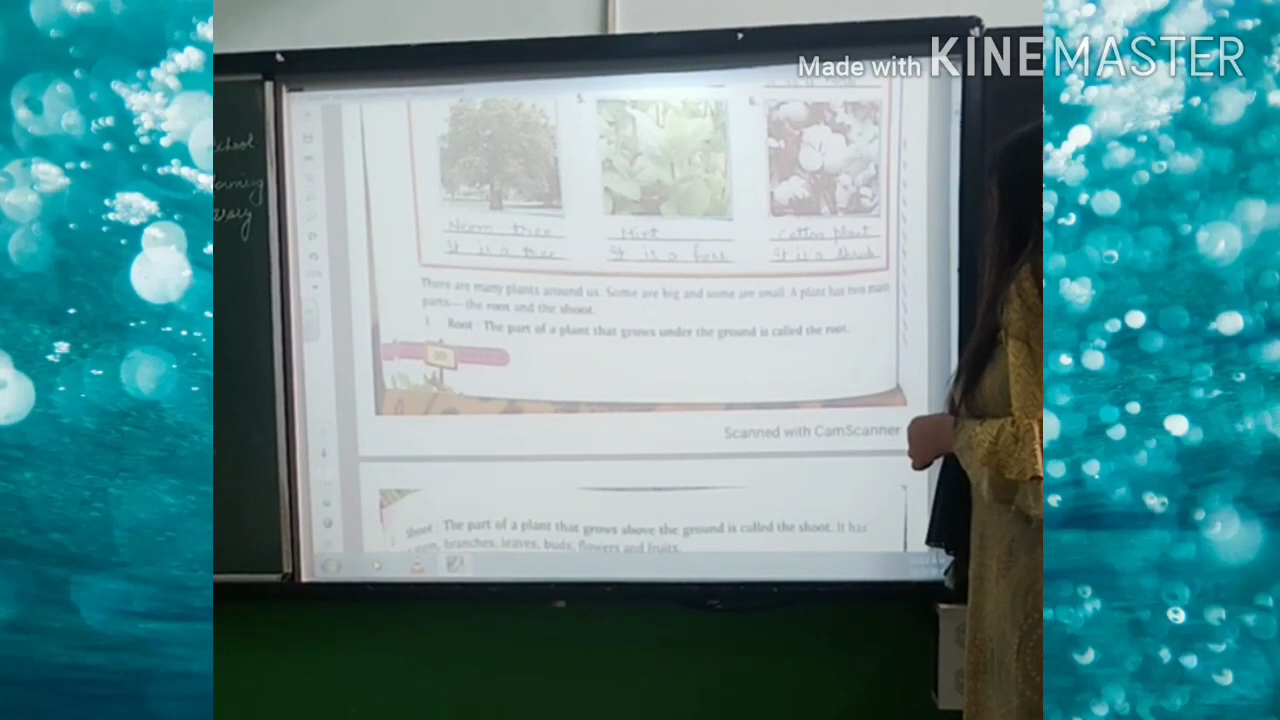 Made with KINEMASTER
School
5.
6.
Neem tree
Mint
Cotton plant
It is a tree
It is a herb
It is a shrub
There are many plants around us. Some are big and some are small. A plant has two main
parts— the root and the shoot.
1 Root : The part of a plant that grows under the ground is called the root.
Scanned with CamScanner
Shoot : The part of a plant that grows above the ground is called the shoot. It has
branches, leaves, buds, flowers and fruits.